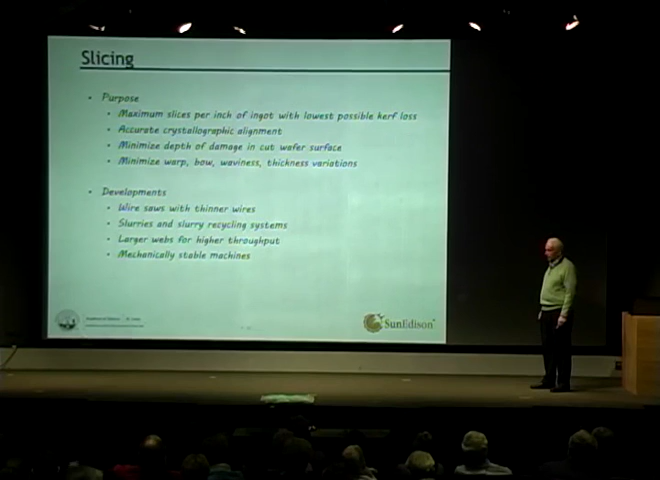 Slicing
• Purpose
• Maximum slices per inch of ingot with lowest possible kerf loss
• Accurate crystallographic alignment
• Minimize depth of damage in cut wafer surface
• Minimize warp, bow, waviness, thickness variations
• Developments
• Wire saws with thinner wires
• Slurries and slurry recycling systems
• Larger webs for higher throughput
• Mechanically stable machines
SunEdison